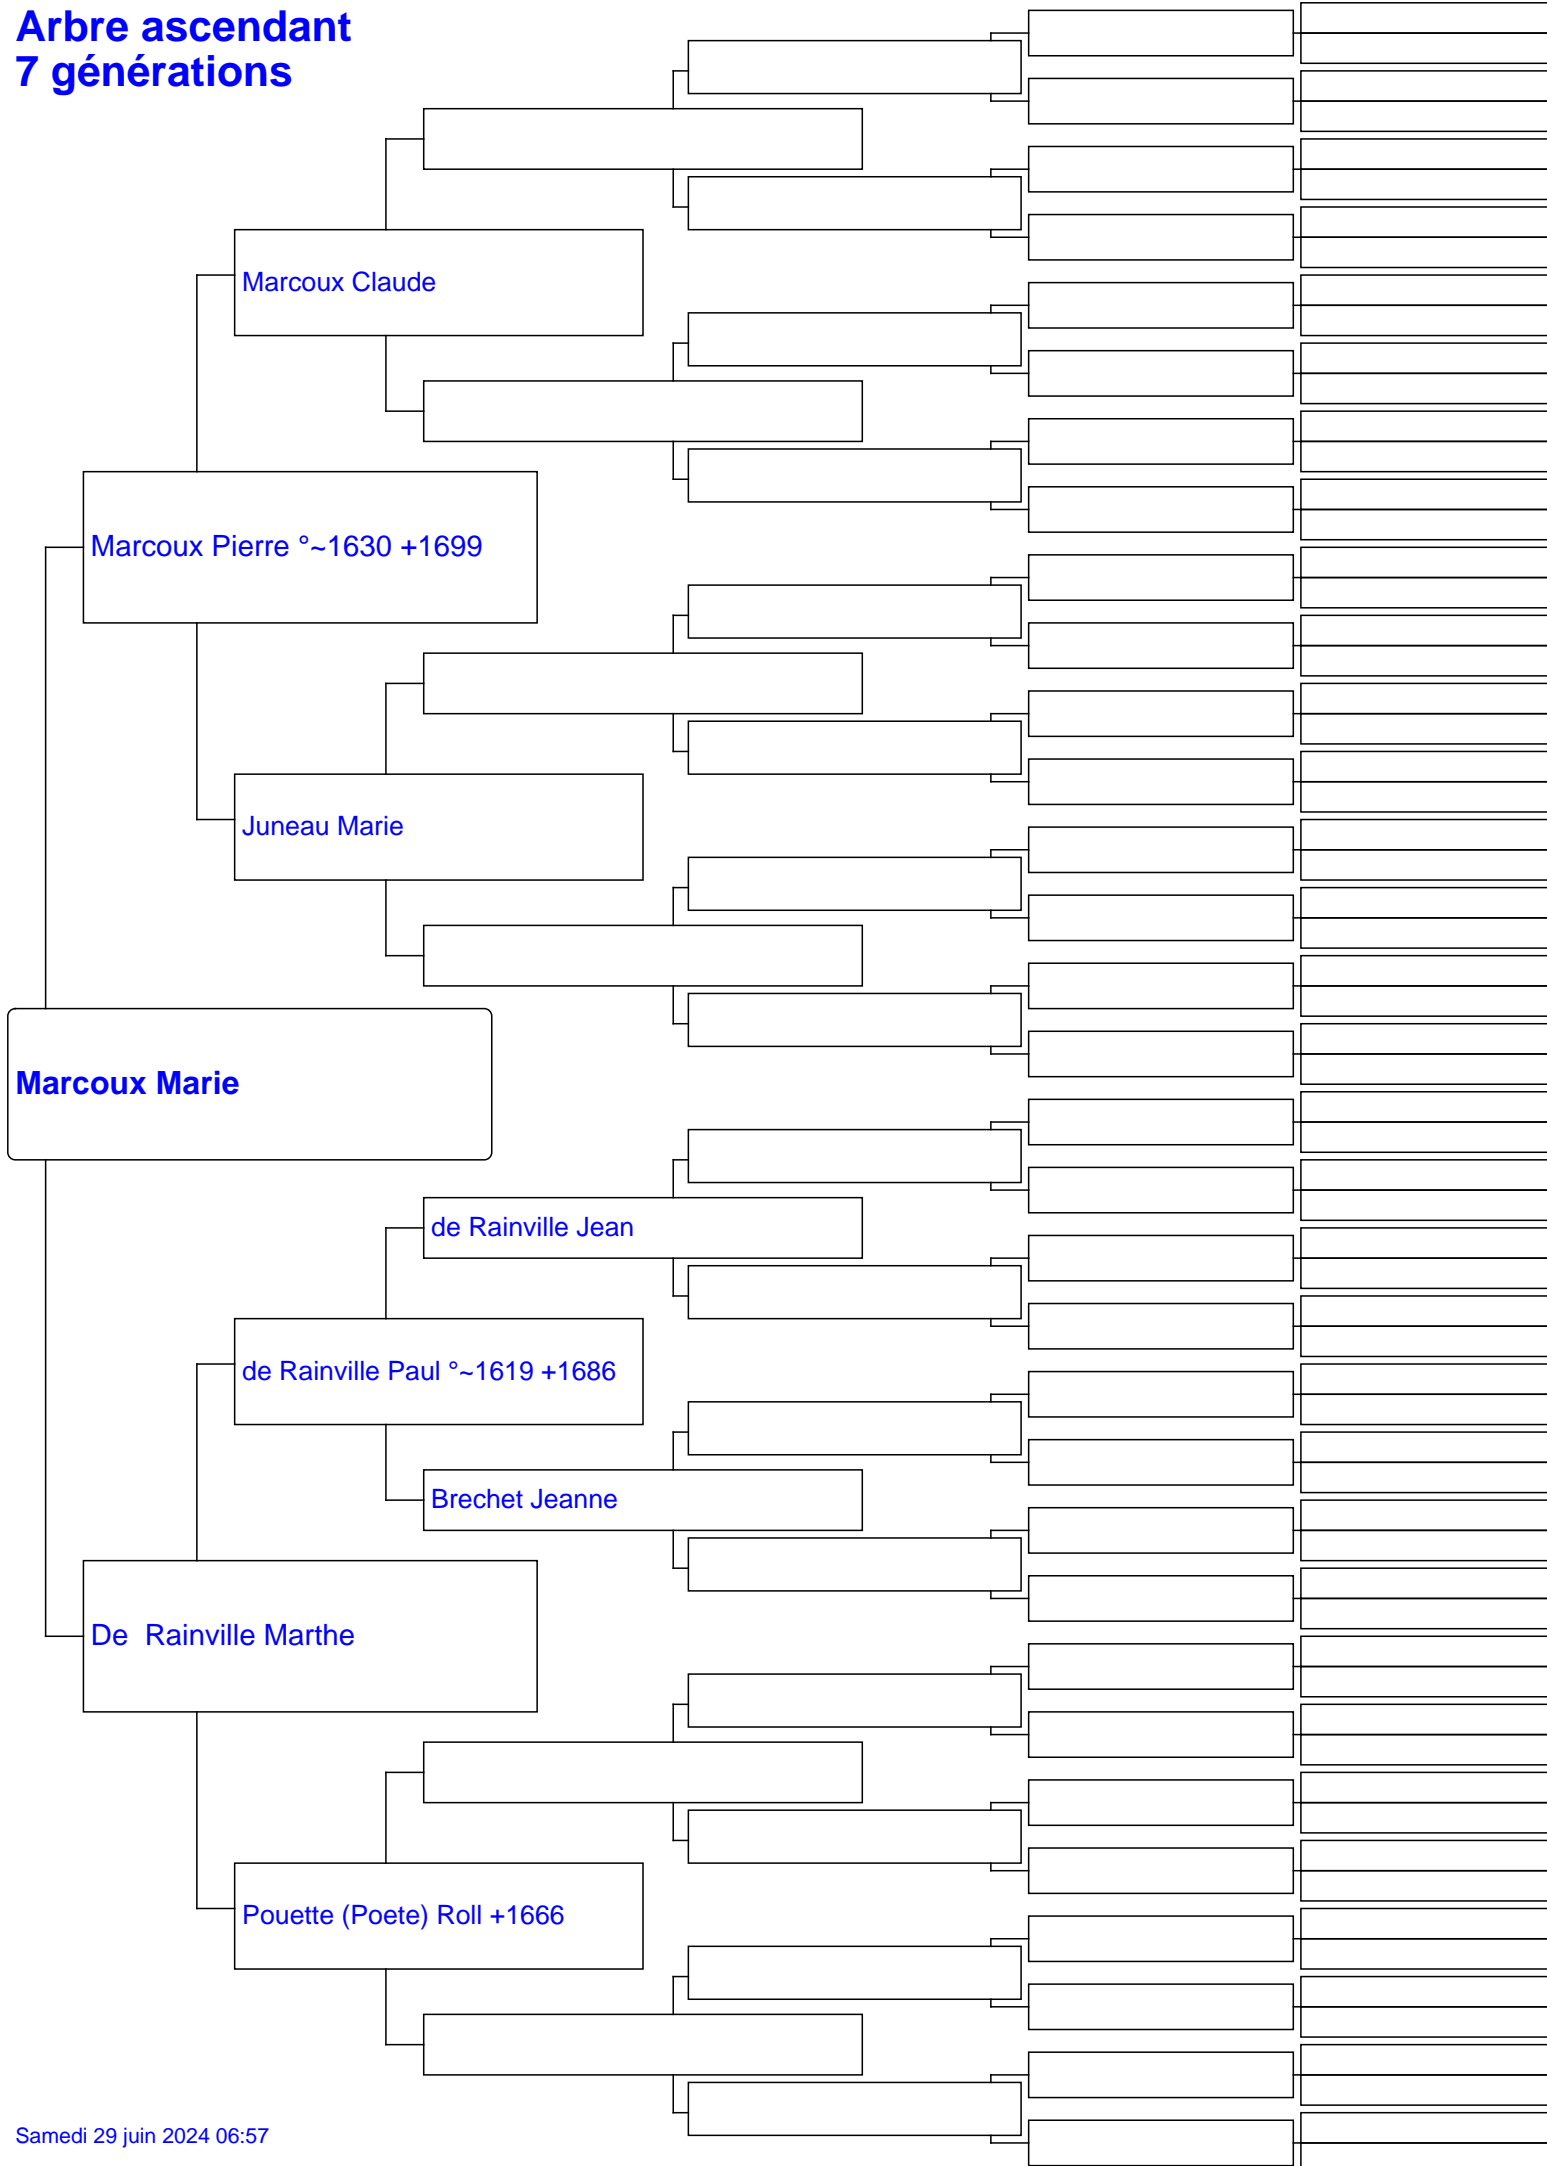 Arbre ascendant
7 générations
Marcoux Claude
Marcoux Pierre °~1630 +1699
Juneau Marie
Marcoux Marie
de Rainville Jean
de Rainville Paul °~1619 +1686
Brechet Jeanne
De  Rainville Marthe
Pouette (Poete) Roll +1666
Samedi 29 juin 2024 06:57